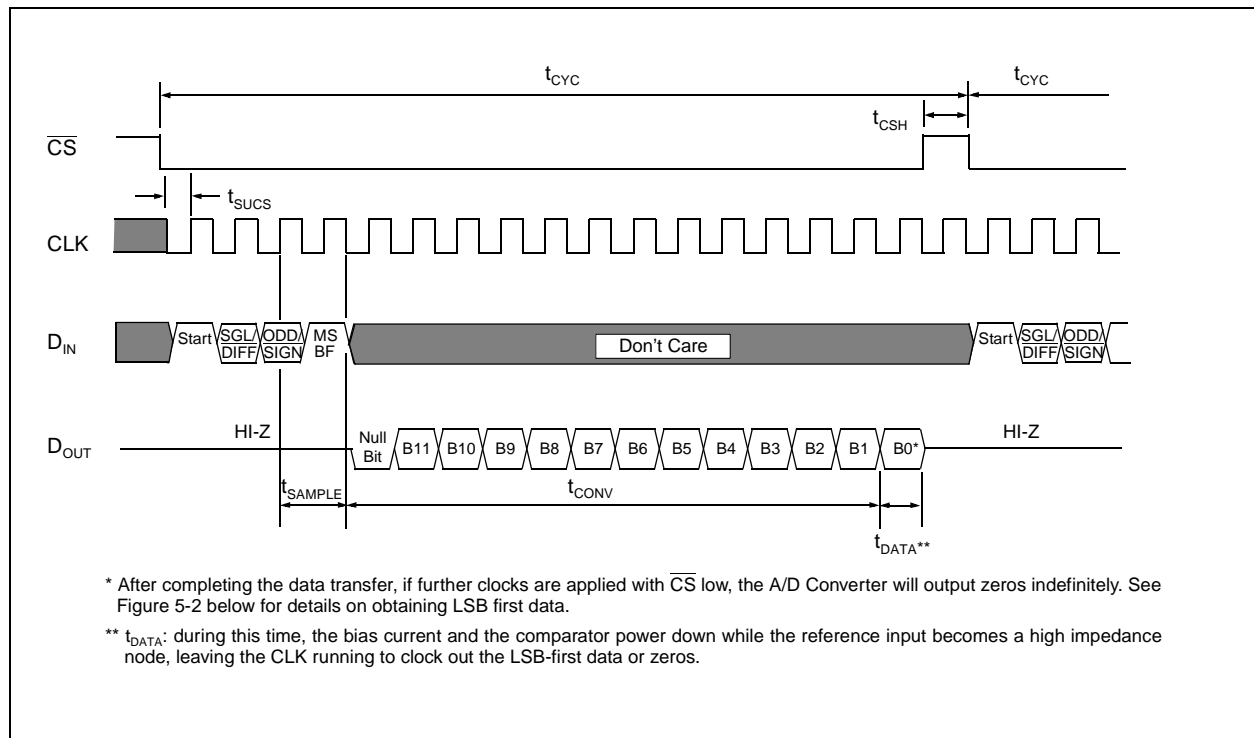 tCYC tCYC
tCSH
CS
tSUCS
CLK
DIN
Start SGL/ DIFF ODD/ SIGN MS BF Don't Care Start SGL/ DIFF ODD/ SIGN
DOUT
HI-Z Null Bit B11 B10 B9 B8 B7 B6 B5 B4 B3 B2 B1 B0* HI-Z
tSAMPLE tCONV
tDATA**
* After completing the data transfer, if further clocks are applied with CS low, the A/D Converter will output zeros indefinitely. See
Figure 5-2 below for details on obtaining LSB first data.
** tDATA: during this time, the bias current and the comparator power down while the reference input becomes a high impedance
node, leaving the CLK running to clock out the LSB-first data or zeros.